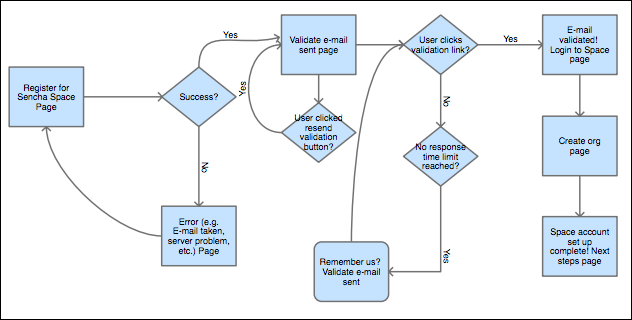 Register for
Sencha Space
Page
Success?
Yes
No
Error (e.g.
E-mail taken,
server problem,
etc.) Page
Validate e-mail
sent page
Yes
User clicked
resend
validation
button?
User clicks
validation link?
Yes
No
No response
time limit
reached?
Yes
Remember us?
Validate e-mail
sent
E-mail
validated!
Login to Space
page
Create org
page
Space account
set up
complete! Next
steps page